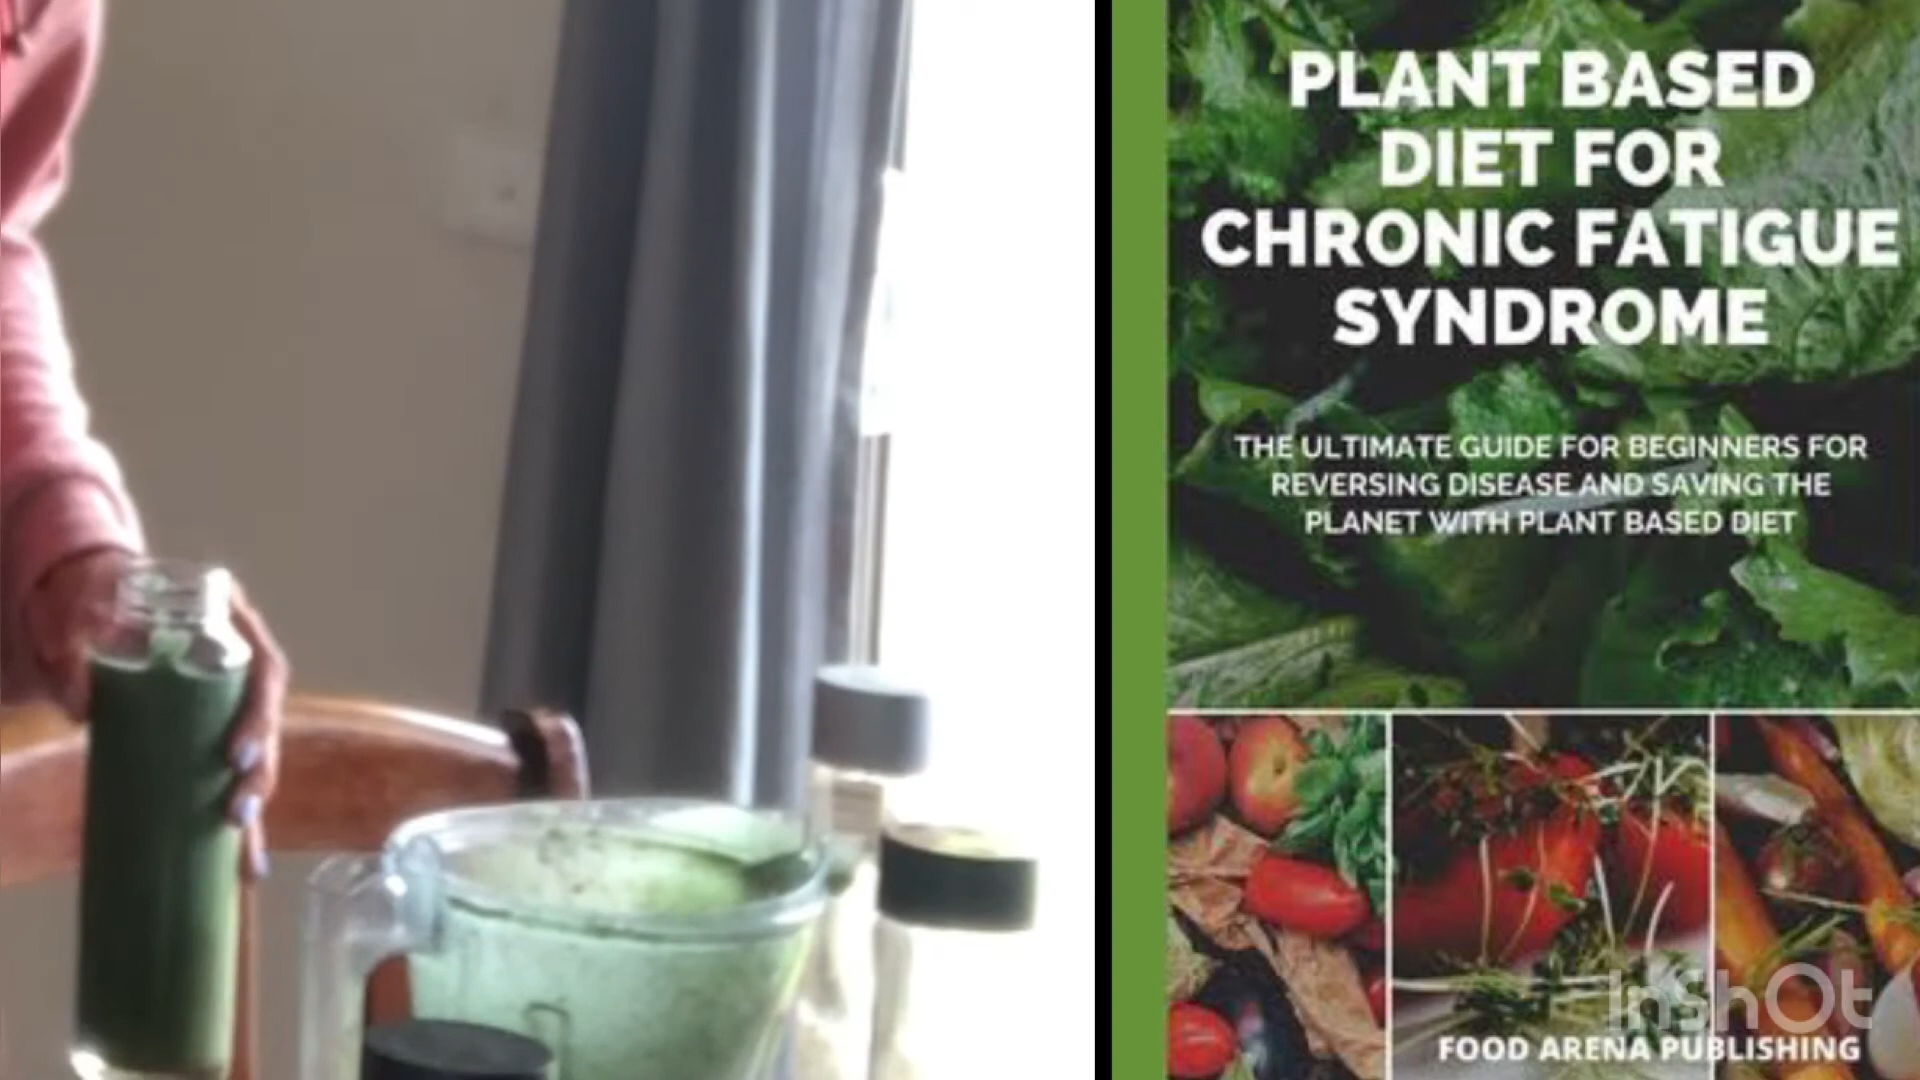 PLANT BASED
DIET FOR
CHRONIC FATIGUE
SYNDROME
THE ULTIMATE GUIDE FOR BEGINNERS FOR
REVERSING DISEASE AND SAVING THE
PLANET WITH PLANT BASED DIET
InShOt
FOOD ARENA PUBLISHING